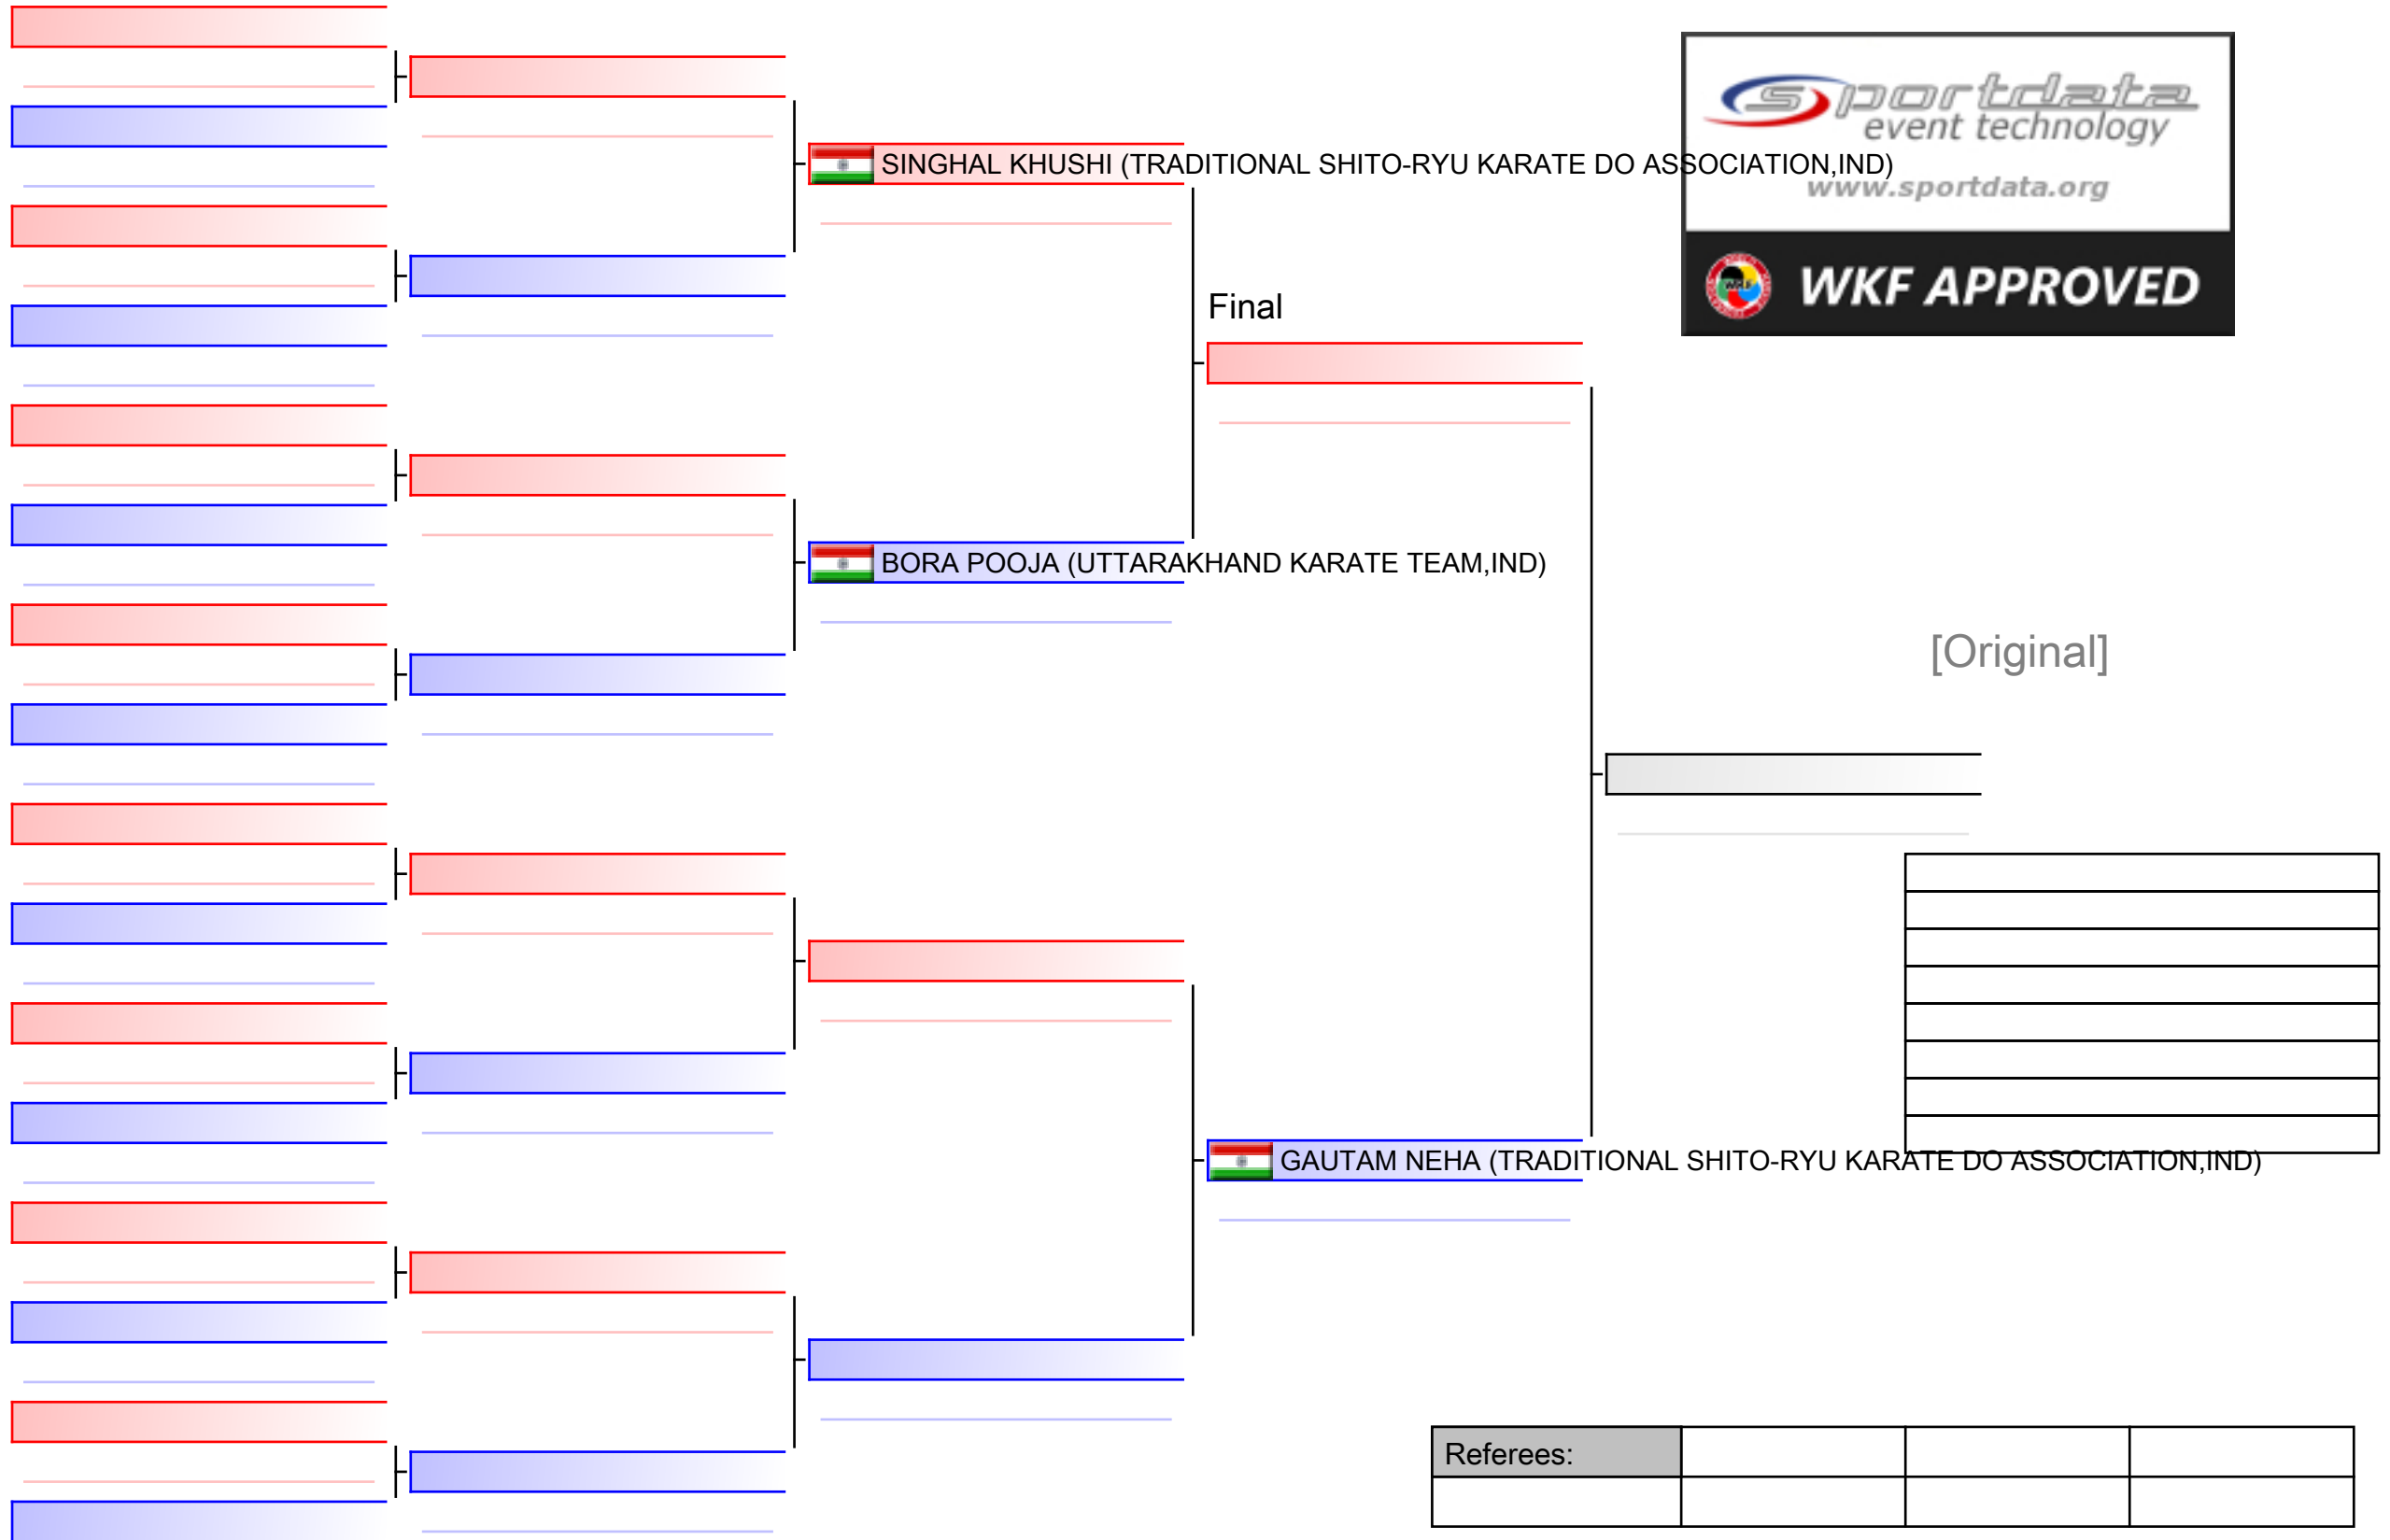 sportdata
event technology
www.sportdata.org
WKF APPROVED
SINGHAL KHUSHI (TRADITIONAL SHITO-RYU KARATE DO ASSOCIATION,IND)
Final
BORA POOJA (UTTARAKHAND KARATE TEAM,IND)
[Original]
GAUTAM NEHA (TRADITIONAL SHITO-RYU KARATE DO ASSOCIATION,IND)
Referees: